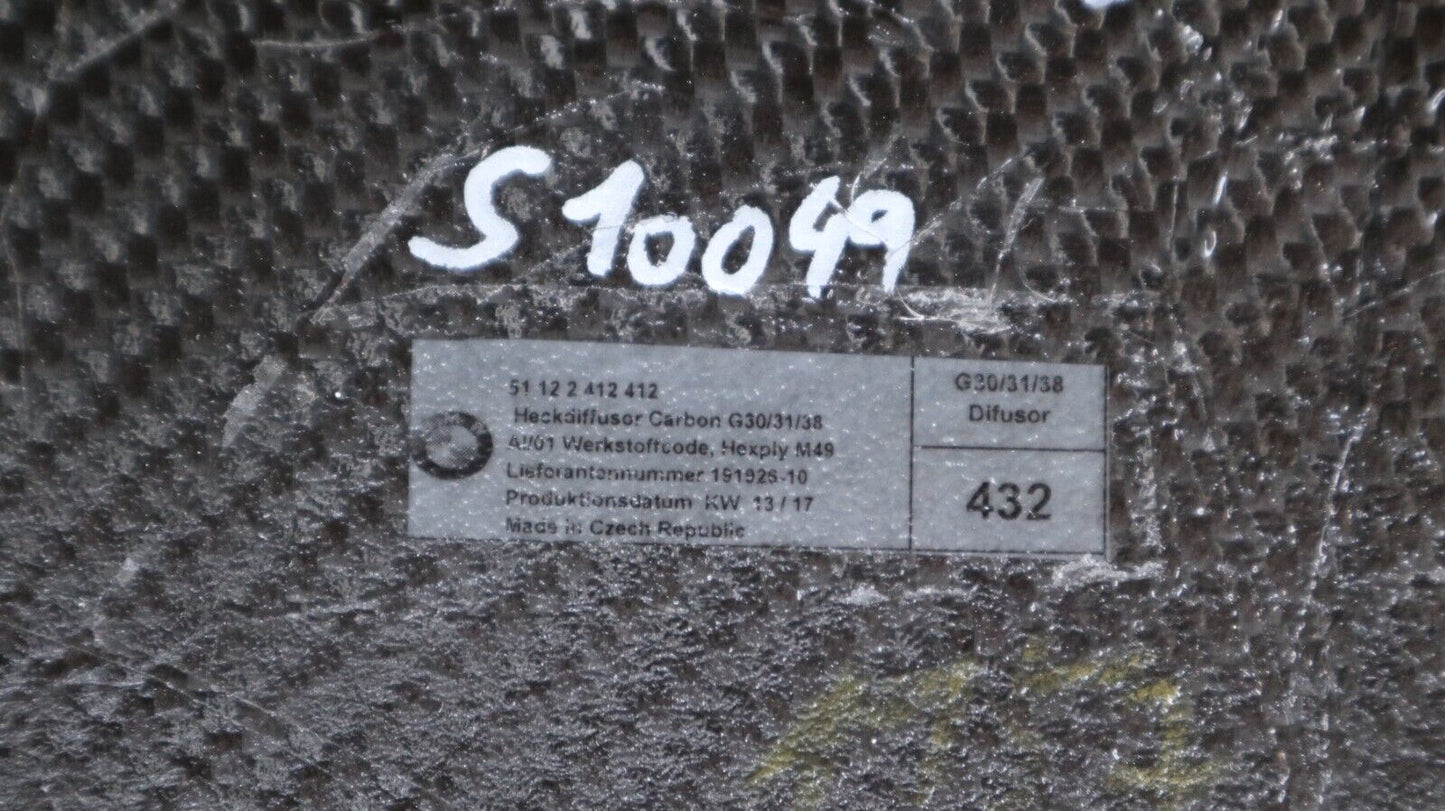 S10049
51 12 2 412 412
Heckdiffusor Carbon G30/31/38
AI/01 Werkstoffcode, Hexply M49
Lieferantennummer 191926-10
Produktionsdatum KW 13 / 17
Made in Czech Republic
G30/31/38
Difusor
432